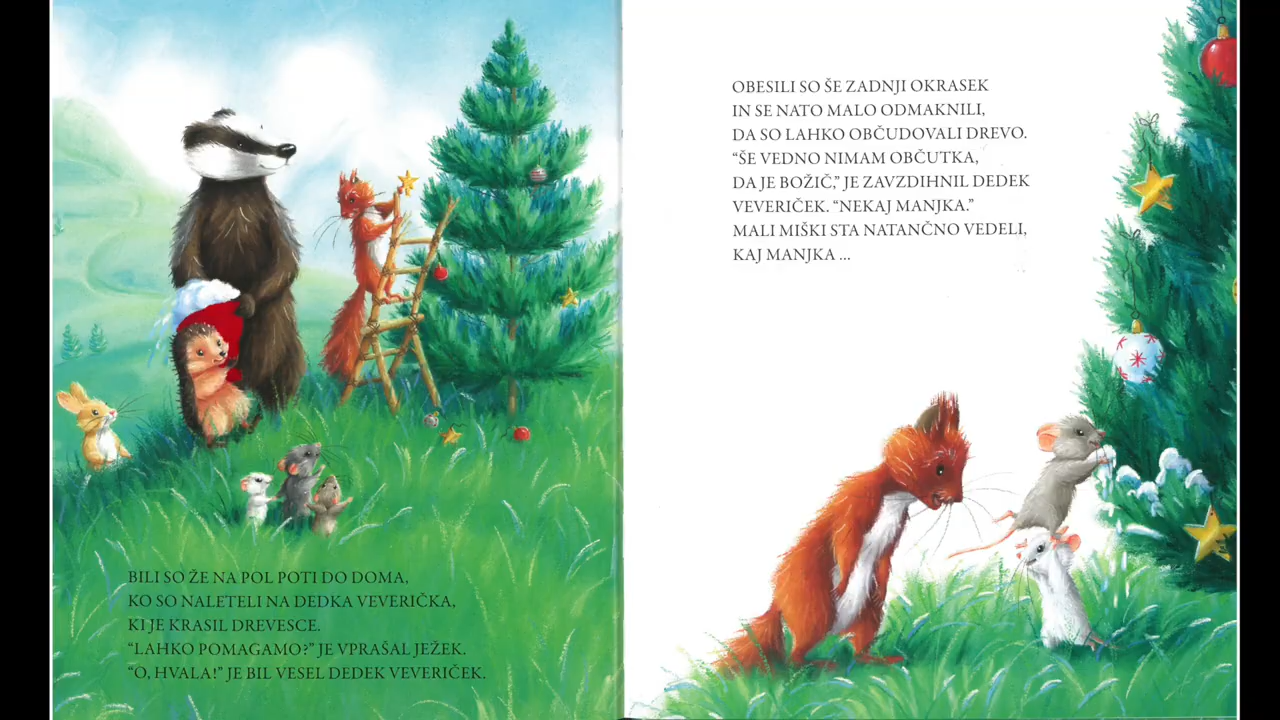 BILI SO ŽE NA POL POTI DO DOMA,
KO SO NALETELI NA DEDKA VEVERIČKA,
KI JE KRASIL DREVESCE.
“LAHKO POMAGAMO?” JE VPRAŠAL JEŽEK.
“O, HVALA!” JE BIL VESEL DEDEK VEVERIČEK.
OBESILI SO ŠE ZADNJI OKRASEK
IN SE NATO MALO ODMAKNILI,
DA SO LAHKO OBČUDOVALI DREVO.
“ŠE VEDNO NIMAM OBČUTKA,
DA JE BOŽIČ,” JE ZAVZDIHNIL DEDEK
VEVERIČEK. “NEKAJ MANJKA.”
MALI MIŠKI STA NATANČNO VEDELI,
KAJ MANJKA ...